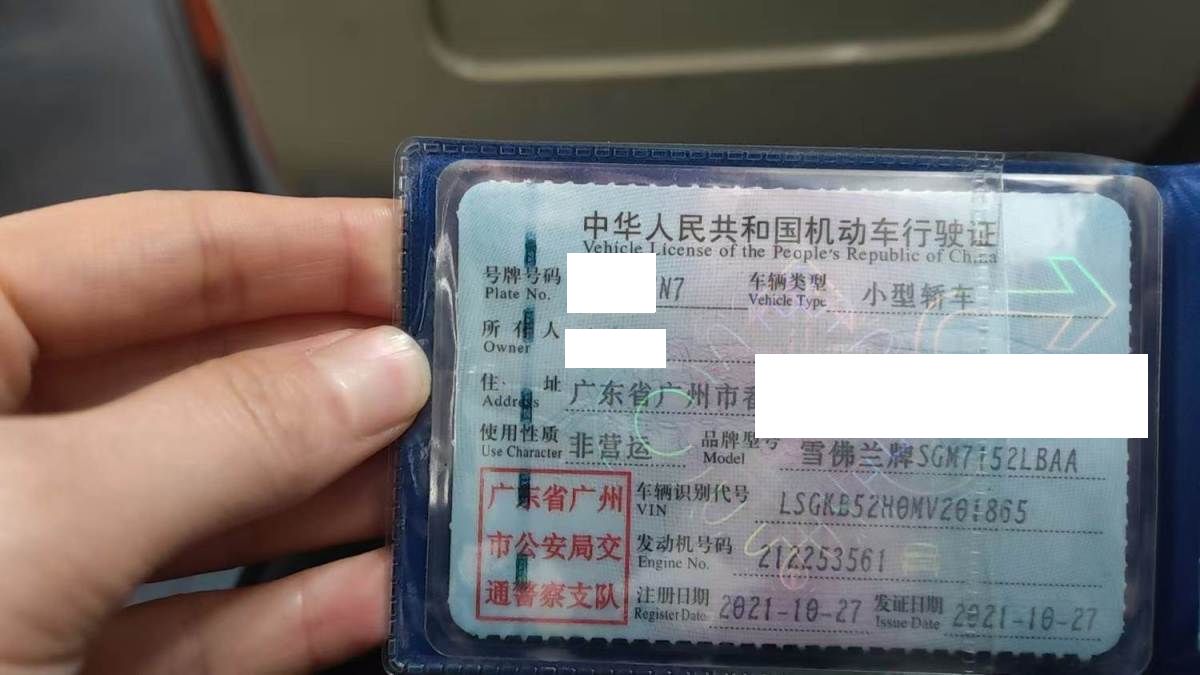 中华人民共和国机动车行驶证
Vehicle License of the People's Republic of China
号牌号码 N7 车辆类型 小型轿车
Plate No. Vehicle Type
所有人
Owner
住址 广东省广州市
Address
使用性质 非营运 品牌型号 雪佛兰牌SGM7152LBAA
Use Character Model
广东省广州
市公安局交
通警察支队
车辆识别代号 LSGKB52H0MV201865
VIN
发动机号码 212253561
Engine No.
注册日期 2021-10-27 发证日期 2021-10-27
Register Date Issue Date